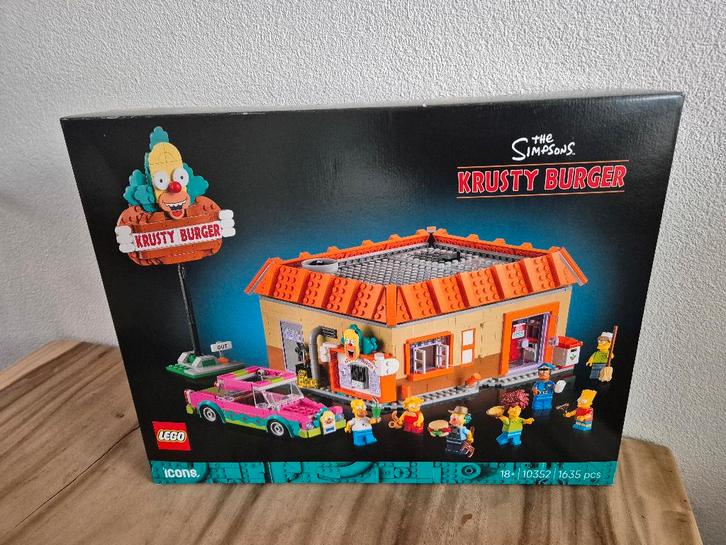 THE
SIMPSONS
KRUSTY BURGER
KRUSTY BURGER
OUT
LEGO
icons
18+ | 10352 | 1635 pcs